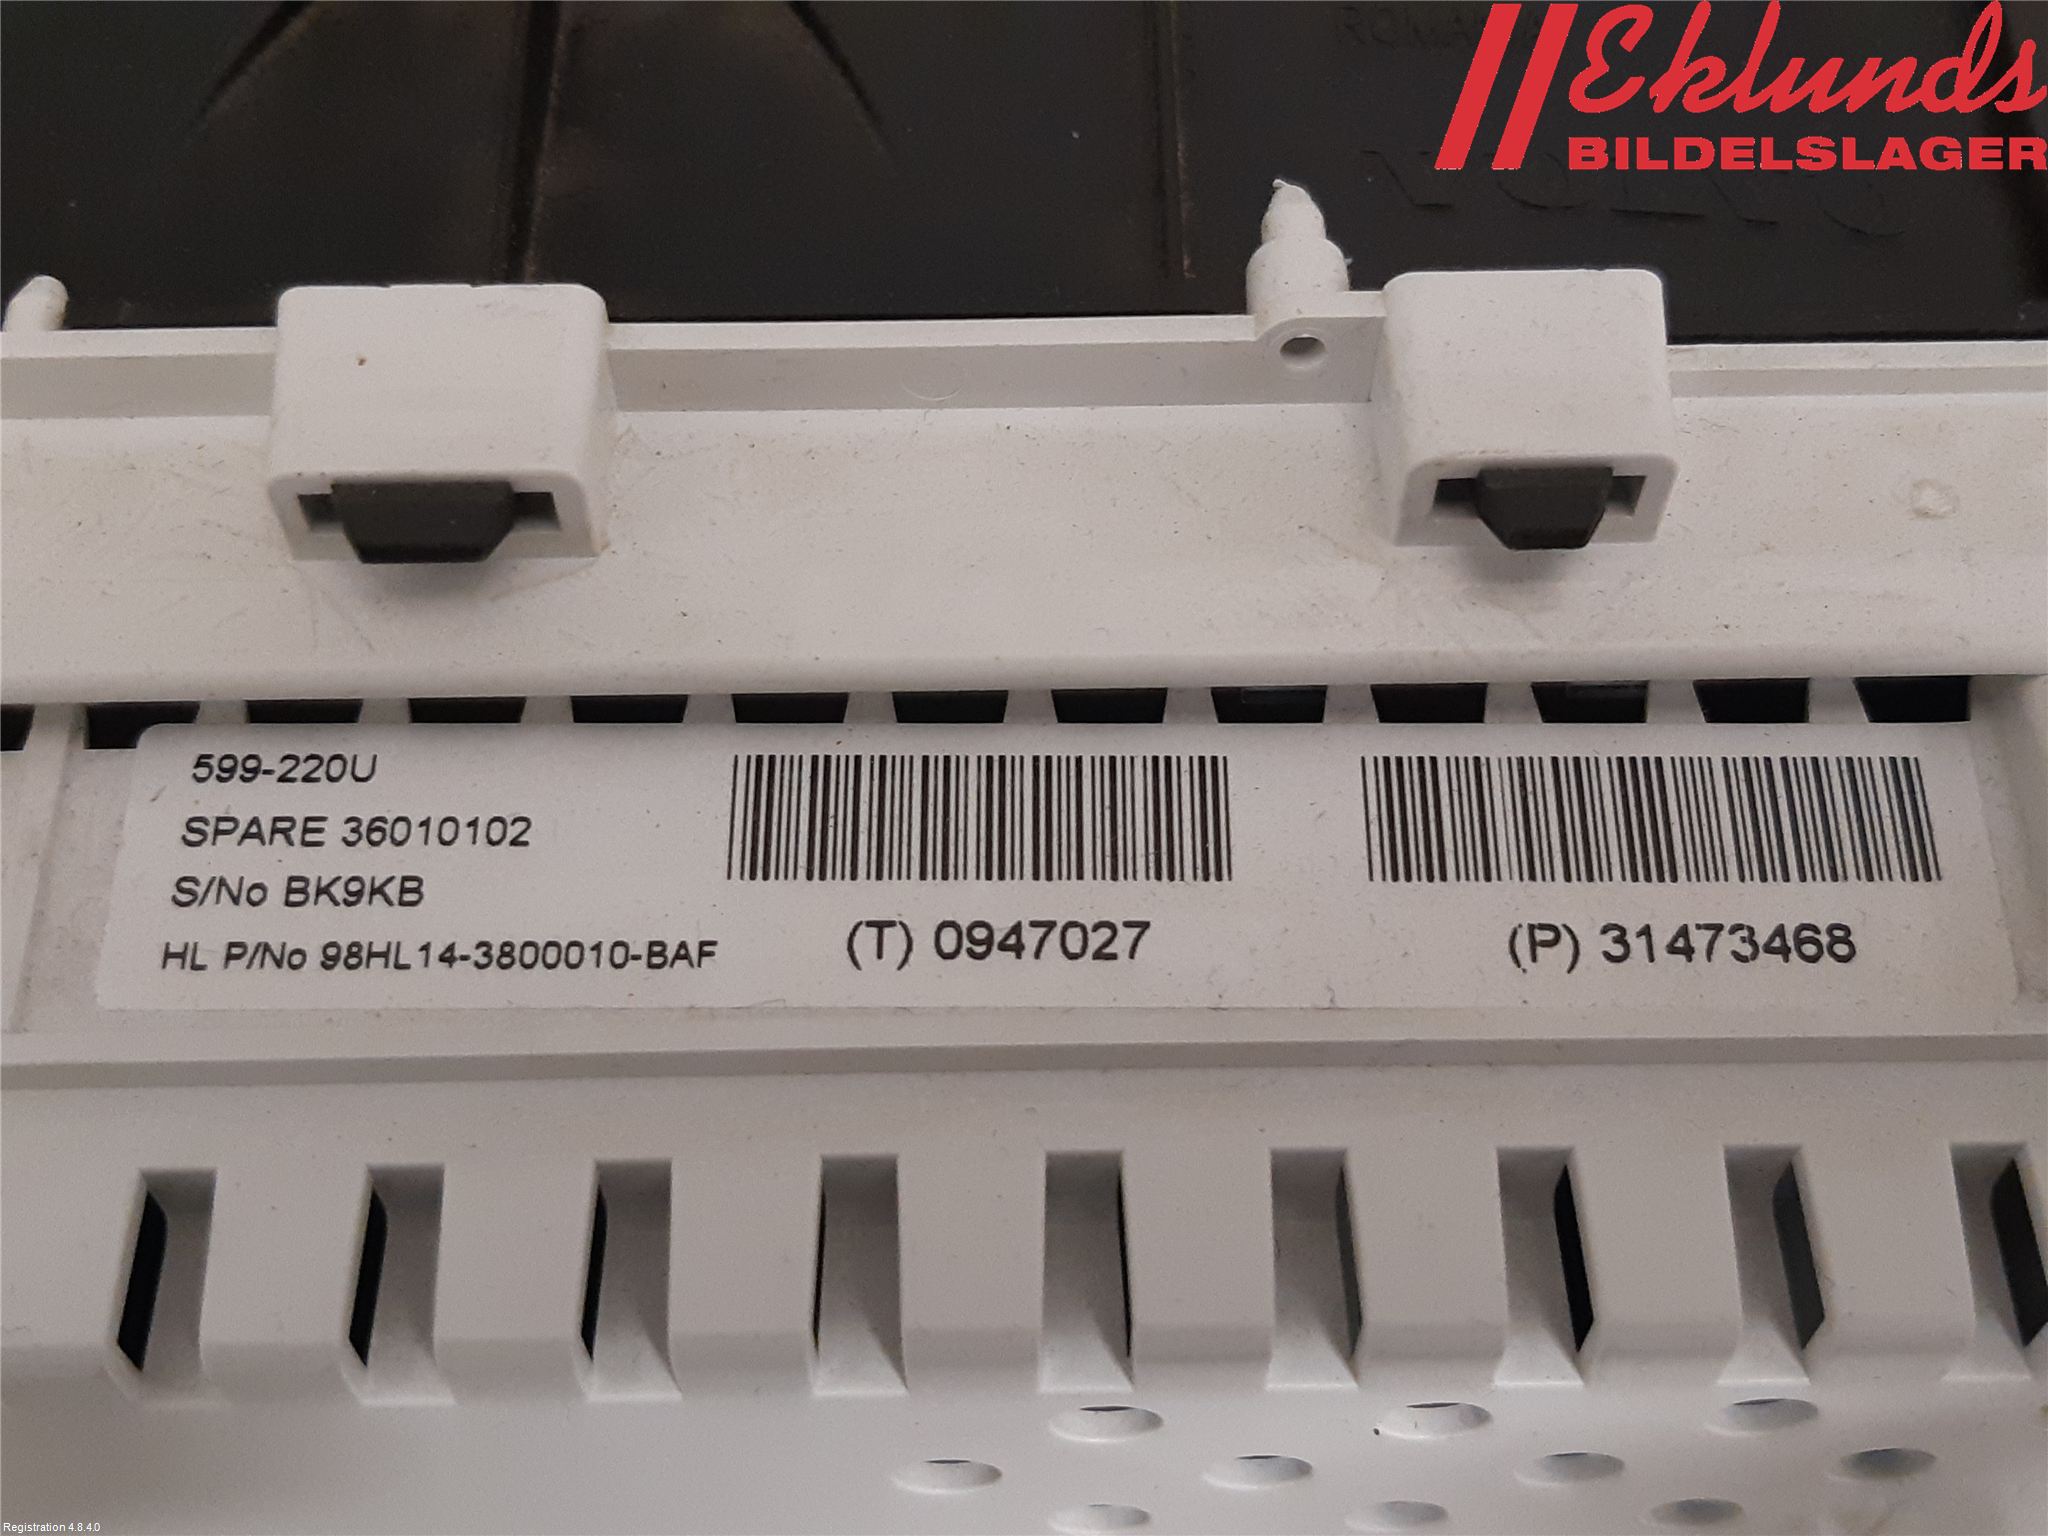 Eklunds
BILDELSLAGER
VOLVO
599-220U
SPARE 36010102
S/No BK9KB
HL P/No 98HL14-3800010-BAF
(T) 0947027
(P) 31473468
Registration 4.8.4.0